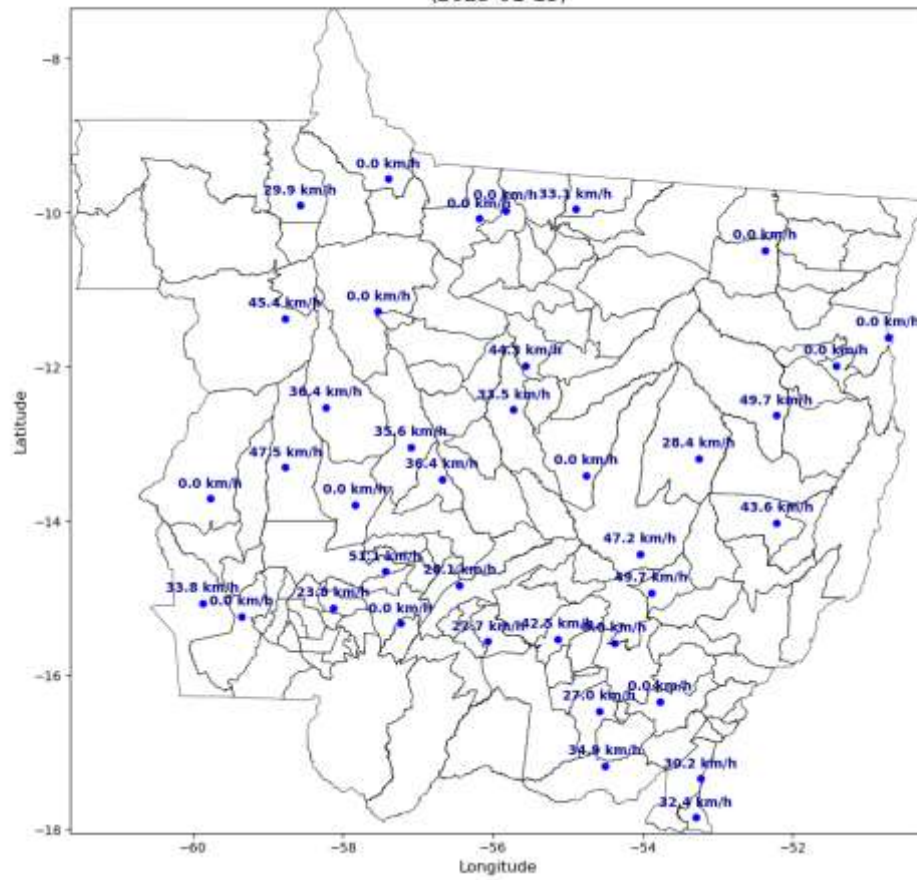 −8
0.0 km/h
29.9 km/h
0.0 km/h
33.1 km/h
−10
0.0 km/h
0.0 km/h
45.4 km/h
0.0 km/h
0.0 km/h
0.0 km/h
−12
36.4 km/h
33.5 km/h
49.7 km/h
35.6 km/h
28.4 km/h
47.5 km/h
36.4 km/h
0.0 km/h
0.0 km/h
0.0 km/h
43.6 km/h
−14
47.2 km/h
51.1 km/h
33.8 km/h
49.7 km/h
0.0 km/h
0.0 km/h
42.5 km/h
−16
0.0 km/h
27.0 km/h
34.9 km/h
32.4 km/h
−18
−60
−58
−56
−54
−52
Latitude
Longitude